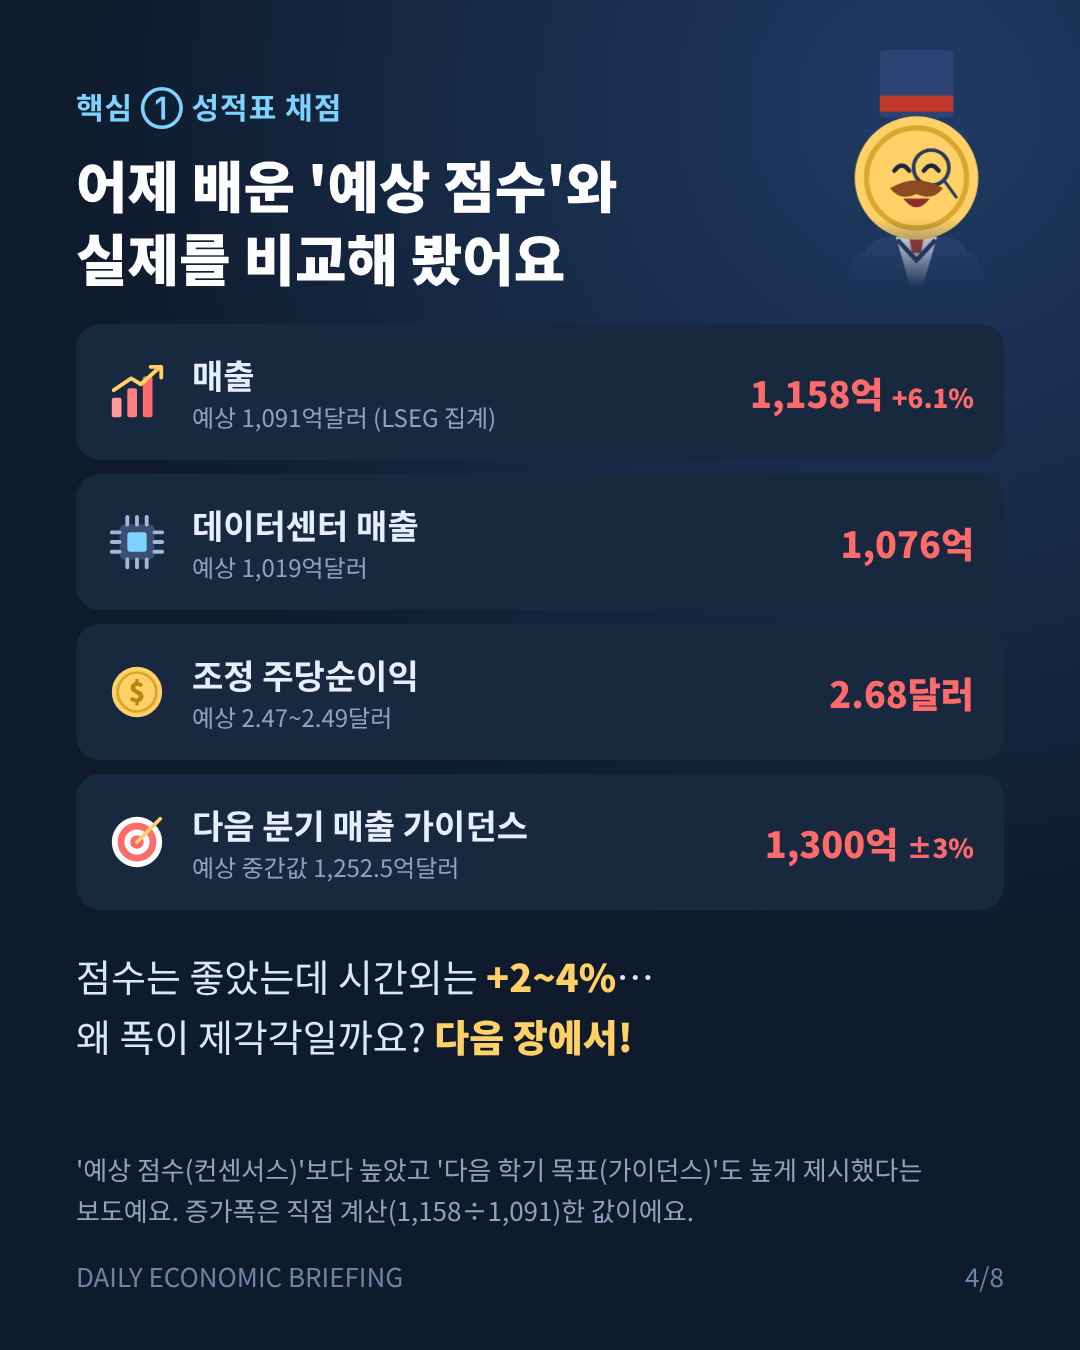 핵심 ① 성적표 채점
어제 배운 '예상 점수'와
실제를 비교해 봤어요
매출
예상 1,091억달러 (LSEG 집계)
1,158억 +6.1%
데이터센터 매출
예상 1,019억달러
1,076억
$
조정 주당순이익
예상 2.47~2.49달러
2.68달러
다음 분기 매출 가이던스
예상 중간값 1,252.5억달러
1,300억 ±3%
점수는 좋았는데 시간외는 +2~4%…
왜 폭이 제각각일까요? 다음 장에서!
'예상 점수(컨센서스)'보다 높았고 '다음 학기 목표(가이던스)'도 높게 제시했다는
보도예요. 증가폭은 직접 계산(1,158÷1,091)한 값이에요.
DAILY ECONOMIC BRIEFING
4/8